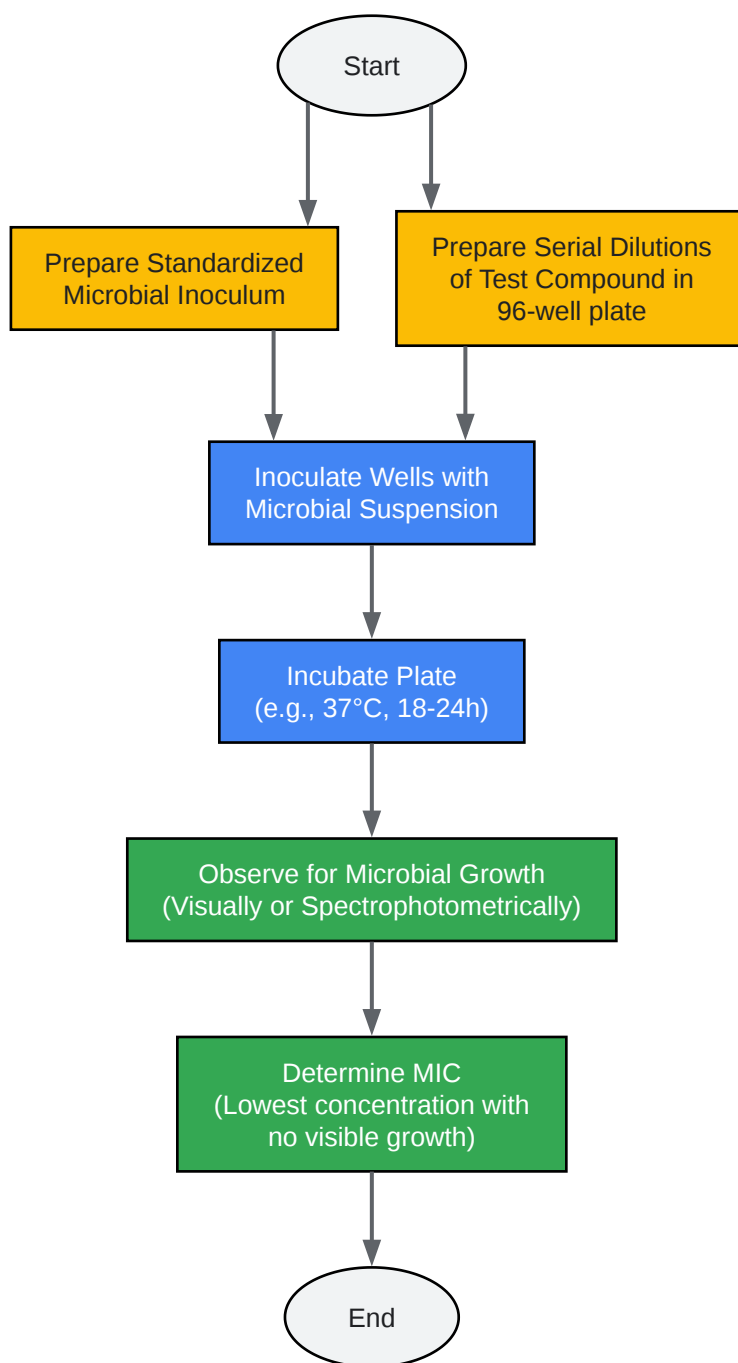 Start
Prepare Standardized
Microbial Inoculum
Prepare Serial Dilutions
of Test Compound in
96-well plate
Inoculate Wells with
Microbial Suspension
Incubate Plate
(e.g., 37°C, 18-24h)
Observe for Microbial Growth
(Visually or Spectrophotometrically)
Determine MIC
(Lowest concentration with
no visible growth)
End